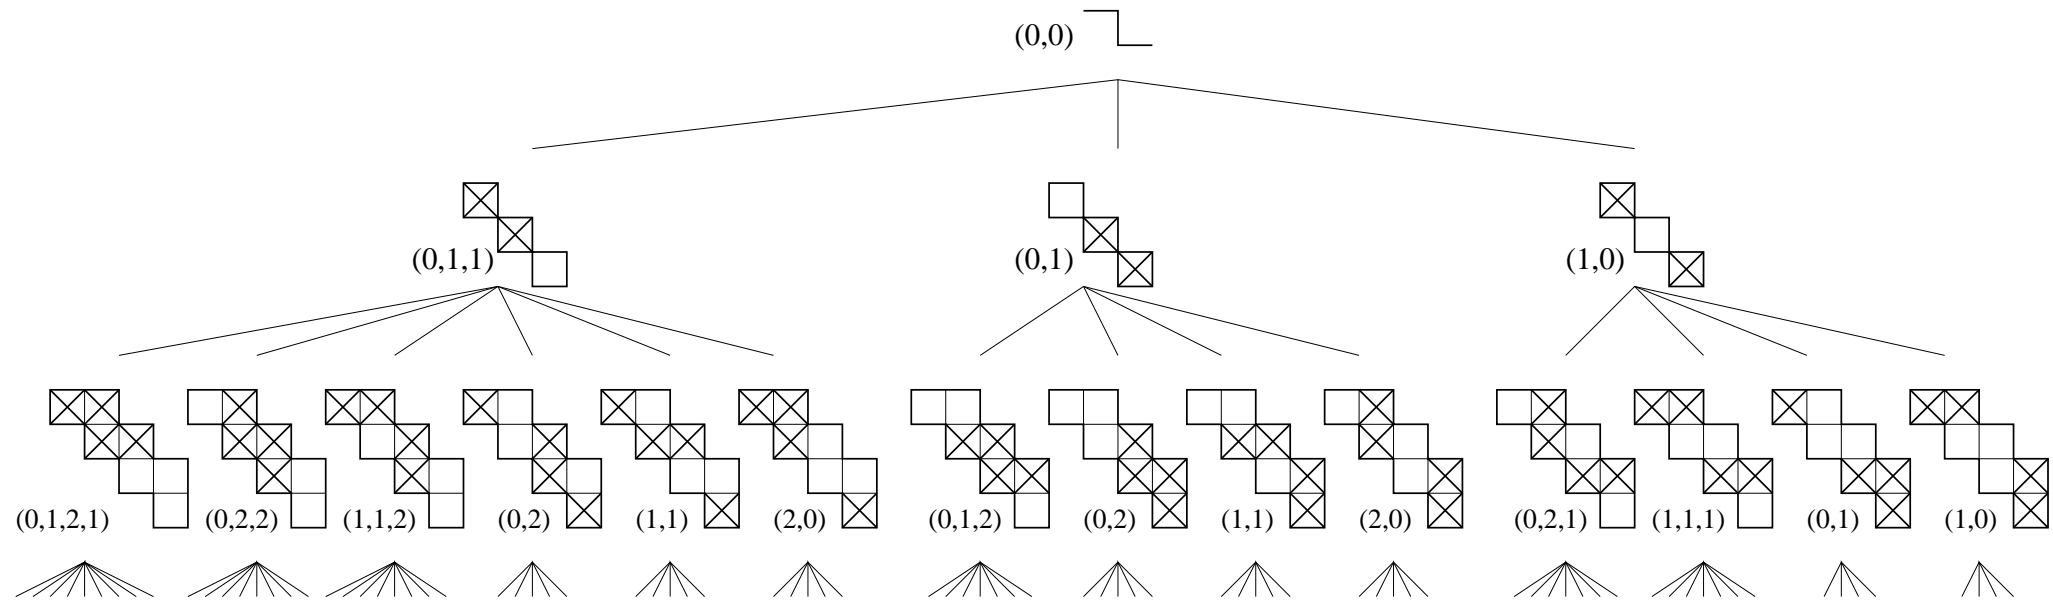 (0,0)
(0,1,1) (0,1) (1,0)
(0,1,2,1) (0,2,2) (1,1,2) (0,2) (1,1) (2,0) (0,1,2) (0,2) (1,1) (2,0) (0,2,1) (1,1,1) (0,1) (1,0)